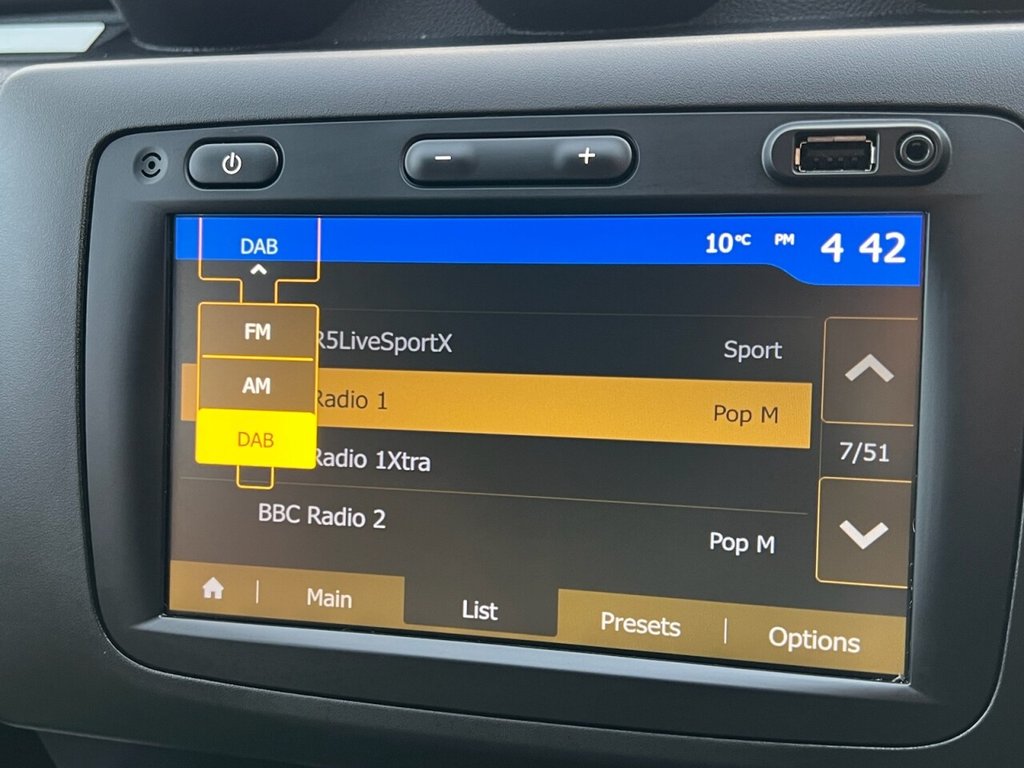 DAB 10°C PM 4 42
FM
R5LiveSportX Sport
AM
Radio 1 Pop M
DAB
7/51
Radio 1Xtra
BBC Radio 2 Pop M
Main List Presets Options